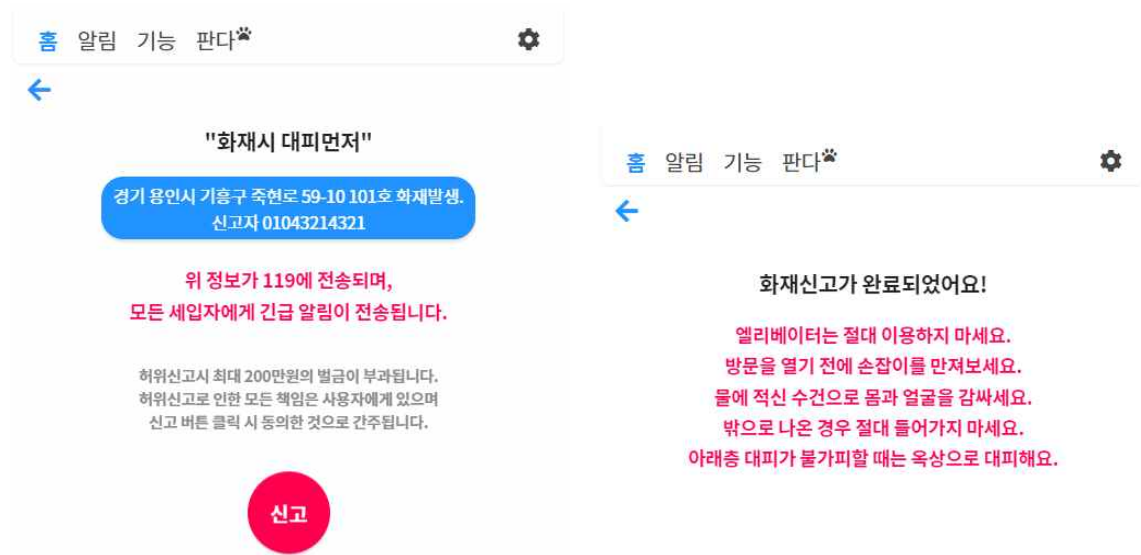 홈 알림 기능 판다
"화재시 대피먼저"
경기 용인시 기흥구 죽현로 59-10 101호 화재발생.
신고자 01043214321
위 정보가 119에 전송되며,
모든 세입자에게 긴급 알림이 전송됩니다.
허위신고시 최대 200만원의 벌금이 부과됩니다.
허위신고로 인한 모든 책임은 사용자에게 있으며
신고 버튼 클릭 시 동의한 것으로 간주됩니다.
신고
홈 알림 기능 판다
화재신고가 완료되었어요!
엘리베이터는 절대 이용하지 마세요.
방문을 열기 전에 손잡이를 만져보세요.
물에 적신 수건으로 몸과 얼굴을 감싸세요.
밖으로 나온 경우 절대 들어가지 마세요.
아래층 대피가 불가피할 때는 옥상으로 대피해요.